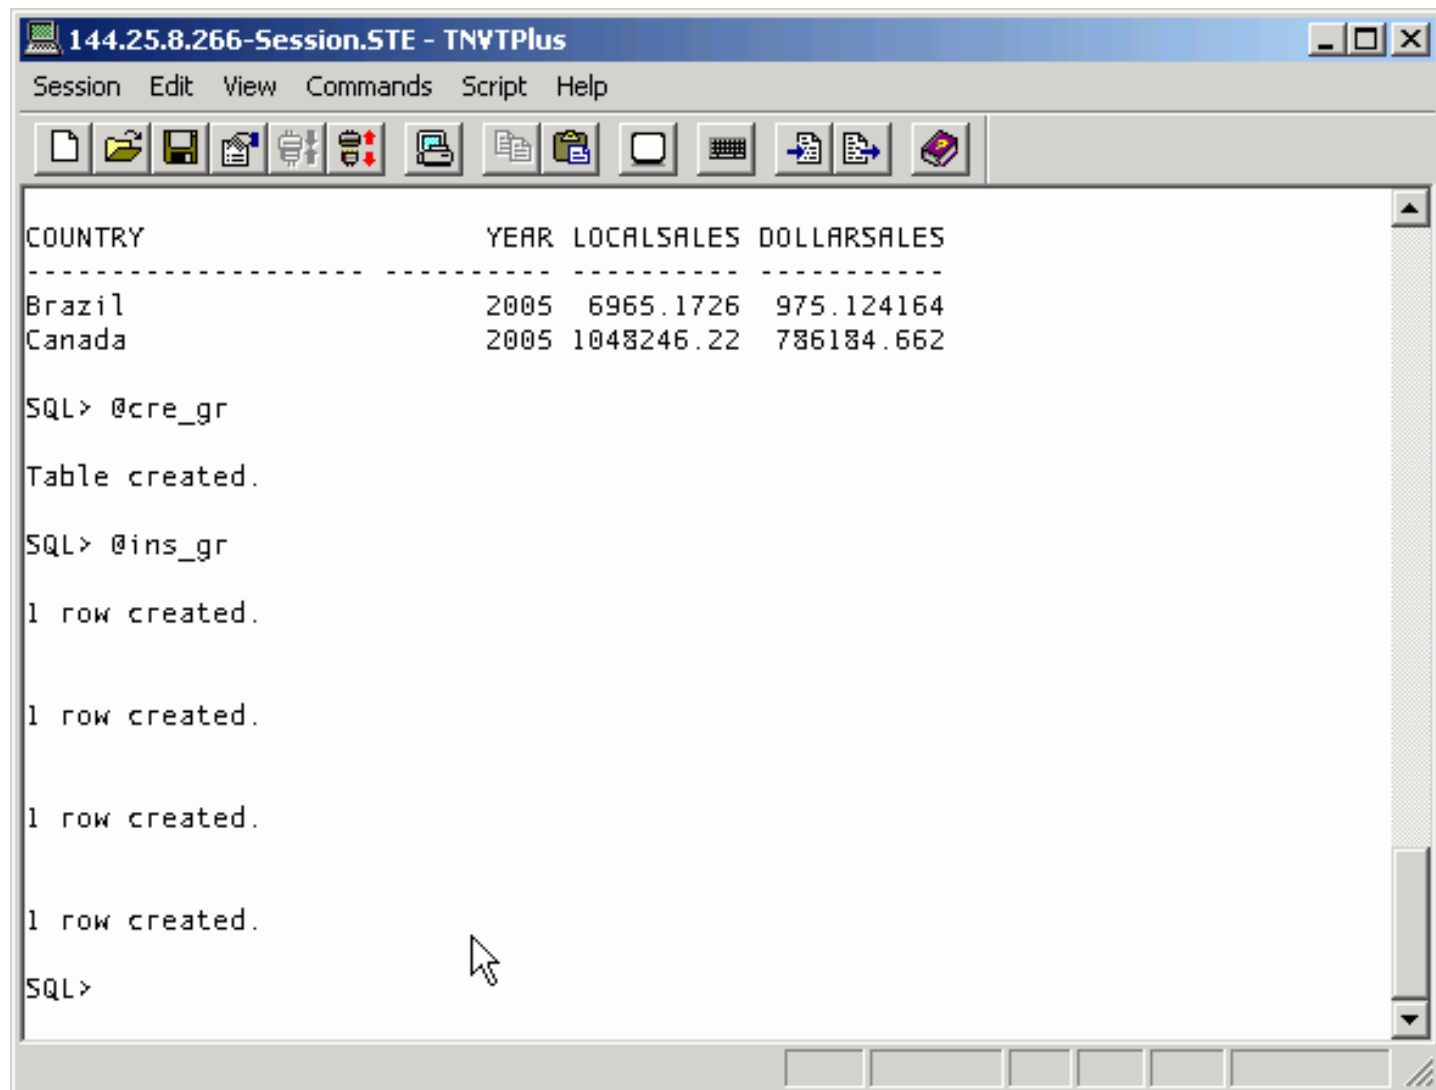 144.25.8.266-Session.STE - TNVTPlus
Session Edit View Commands Script Help
COUNTRY YEAR LOCALSALES DOLLARSALES
-------------------- ---------- ---------- -----------
Brazil 2005 6965.1726 975.124164
Canada 2005 1048246.22 786184.662
SQL> @cre_gr
Table created.
SQL> @ins_gr
1 row created.
1 row created.
1 row created.
1 row created.
SQL>